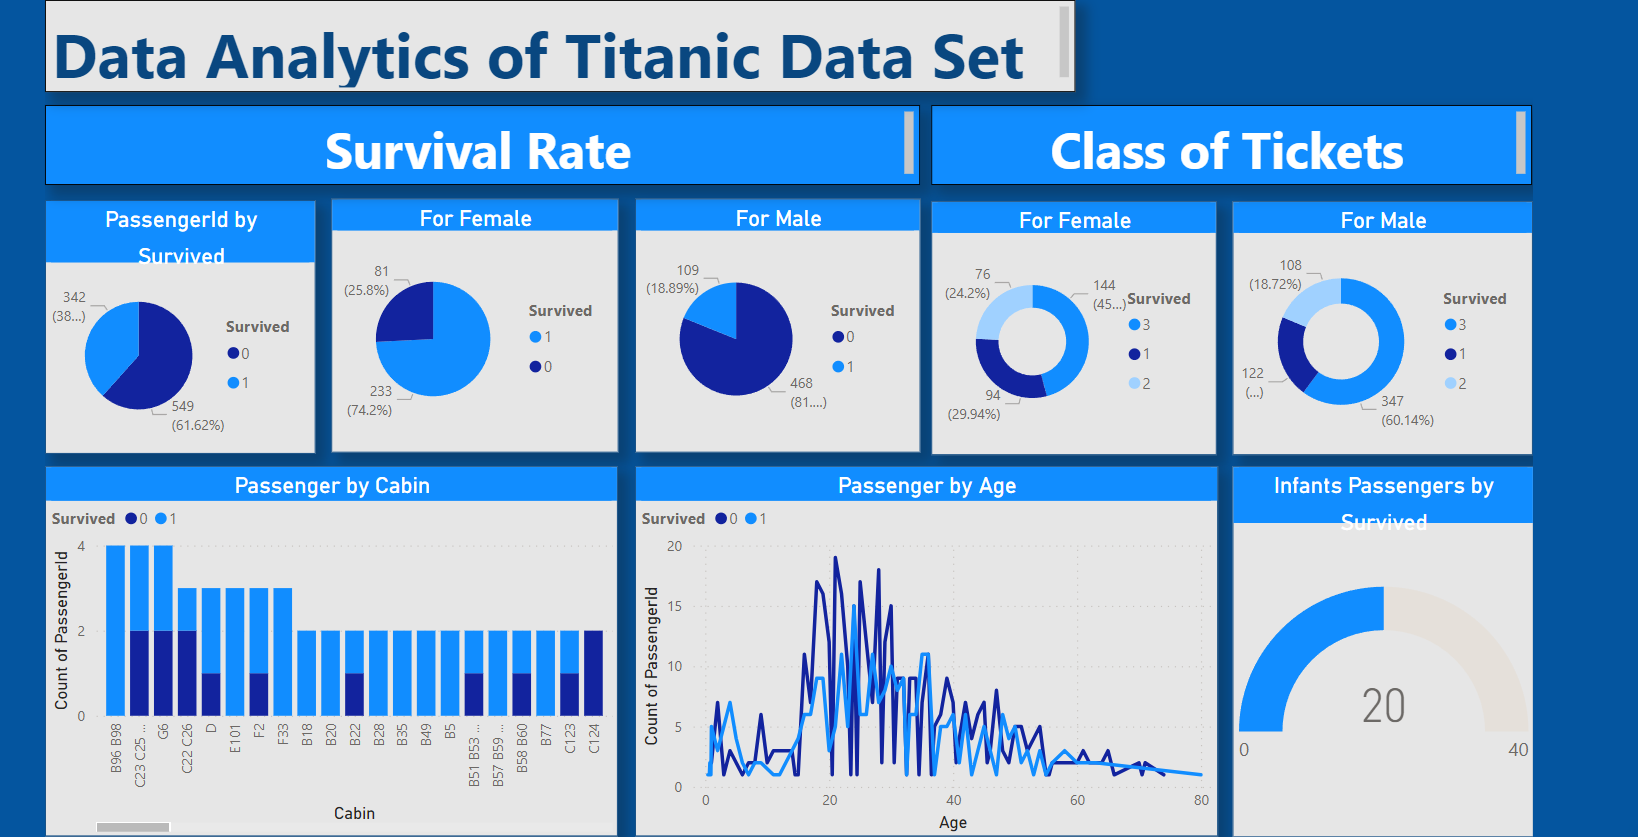 Data Analytics of Titanic Data Set
Survival Rate
Class of Tickets
PassengerId by
Survived
342
(38...)
549
(61.62%)
Survived
0
1
For Female
81
(25.8%)
233
(74.2%)
Survived
1
0
For Male
109
(18.89%)
468
(81....)
Survived
0
1
For Female
76
(24.2%)
144
(45...)
94
(29.94%)
Survived
3
1
2
For Male
108
(18.72%)
122
(...)
347
(60.14%)
Survived
3
1
2
Passenger by Cabin
Survived 0 1
Count of PassengerId
4
2
0
B96 B98
C23 C25 ...
G6
C22 C26
D
E101
F2
F33
B18
B20
B22
B28
B35
B49
B5
B51 B53 ...
B57 B59 ...
B58 B60
B77
C123
C124
Cabin
Passenger by Age
Survived 0 1
Count of PassengerId
20
15
10
5
0
0 20 40 60 80
Age
Infants Passengers by
Survived
20
0 40